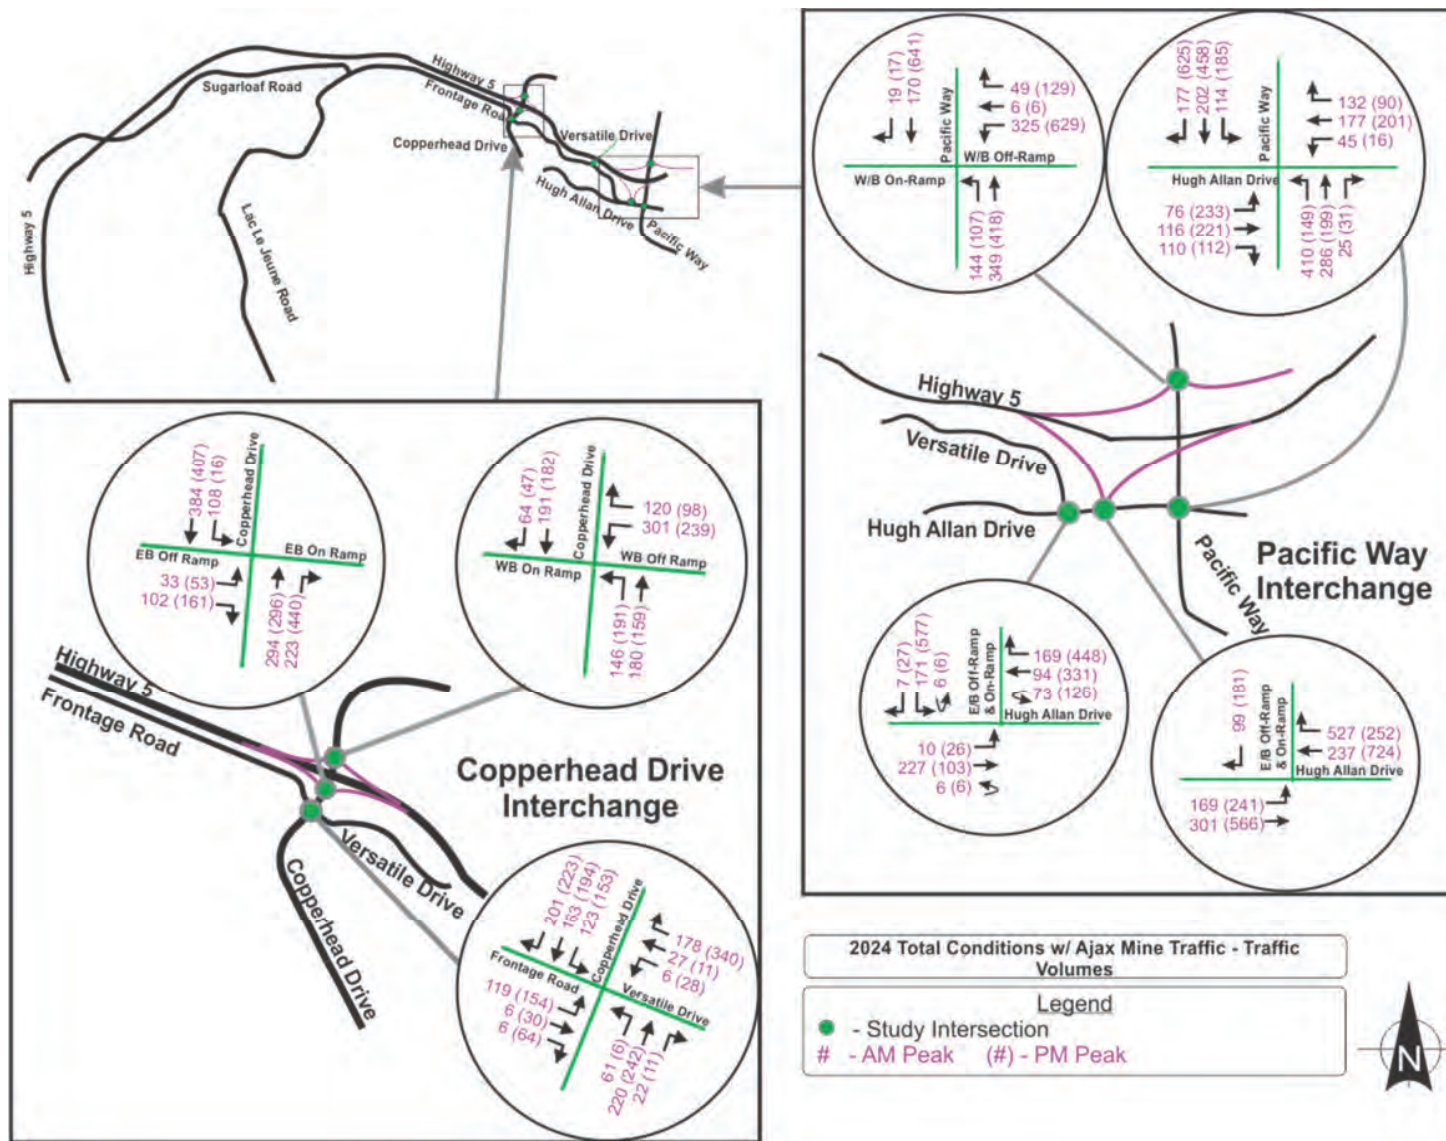 Highway 5
Sugarloaf Road
Frontage Road
Copperhead Drive
Versatile Drive
Hugh Allan Drive
Pacific Way
Highway 5
Lac Le Jeune Road
19 (17)
170 (641)
Pacific Way
49 (129)
6 (6)
325 (629)
W/B Off-Ramp
W/B On-Ramp
144 (107)
349 (418)
177 (625)
202 (458)
114 (185)
Pacific Way
132 (90)
177 (201)
45 (16)
Hugh Allan Drive
76 (233)
116 (221)
110 (112)
410 (149)
286 (199)
25 (31)
Highway 5
Versatile Drive
Hugh Allan Drive
Pacific Way
Pacific Way
Interchange
7 (27)
171 (577)
6 (6)
E/B Off-Ramp
& On-Ramp
169 (448)
94 (331)
73 (126)
Hugh Allan Drive
10 (26)
227 (103)
6 (6)
99 (181)
E/B Off-Ramp
& On-Ramp
527 (252)
237 (724)
Hugh Allan Drive
169 (241)
301 (566)
384 (407)
108 (16)
Copperhead Drive
EB On Ramp
EB Off Ramp
33 (53)
102 (161)
294 (296)
223 (440)
64 (47)
191 (182)
Copperhead Drive
120 (98)
301 (239)
WB Off Ramp
WB On Ramp
146 (191)
180 (159)
Highway 5
Frontage Road
Copperhead Drive
Interchange
Versatile Drive
Copperhead Drive
(223)
163 (194)
123 (153)
Copperhead Drive
178 (340)
27 (11)
6 (28)
Frontage Road
Versatile Drive
119 (154)
6 (30)
6 (64)
61 (6)
220 (242)
22 (11)
2024 Total Conditions w/ Ajax Mine Traffic - Traffic
Volumes
Legend
- Study Intersection
# - AM Peak (#) - PM Peak
N